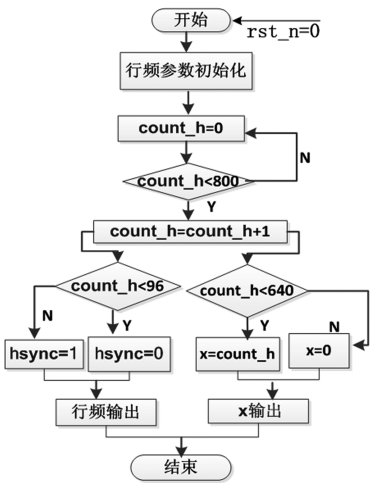 开始
rst_n=0
行频参数初始化
count_h=0
N
count_h<800
Y
count_h=count_h+1
count_h<96
count_h<640
N
Y
Y
N
hsync=1
hsync=0
x=count_h
x=0
行频输出
x输出
结束